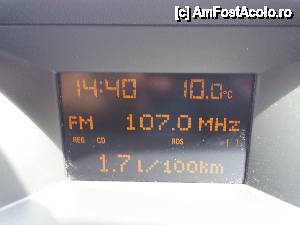 (c) AmFostAcolo.ro
14:40 10.0°C
FM 107.0 MHz
REG CD RDS
1.7 l/100km